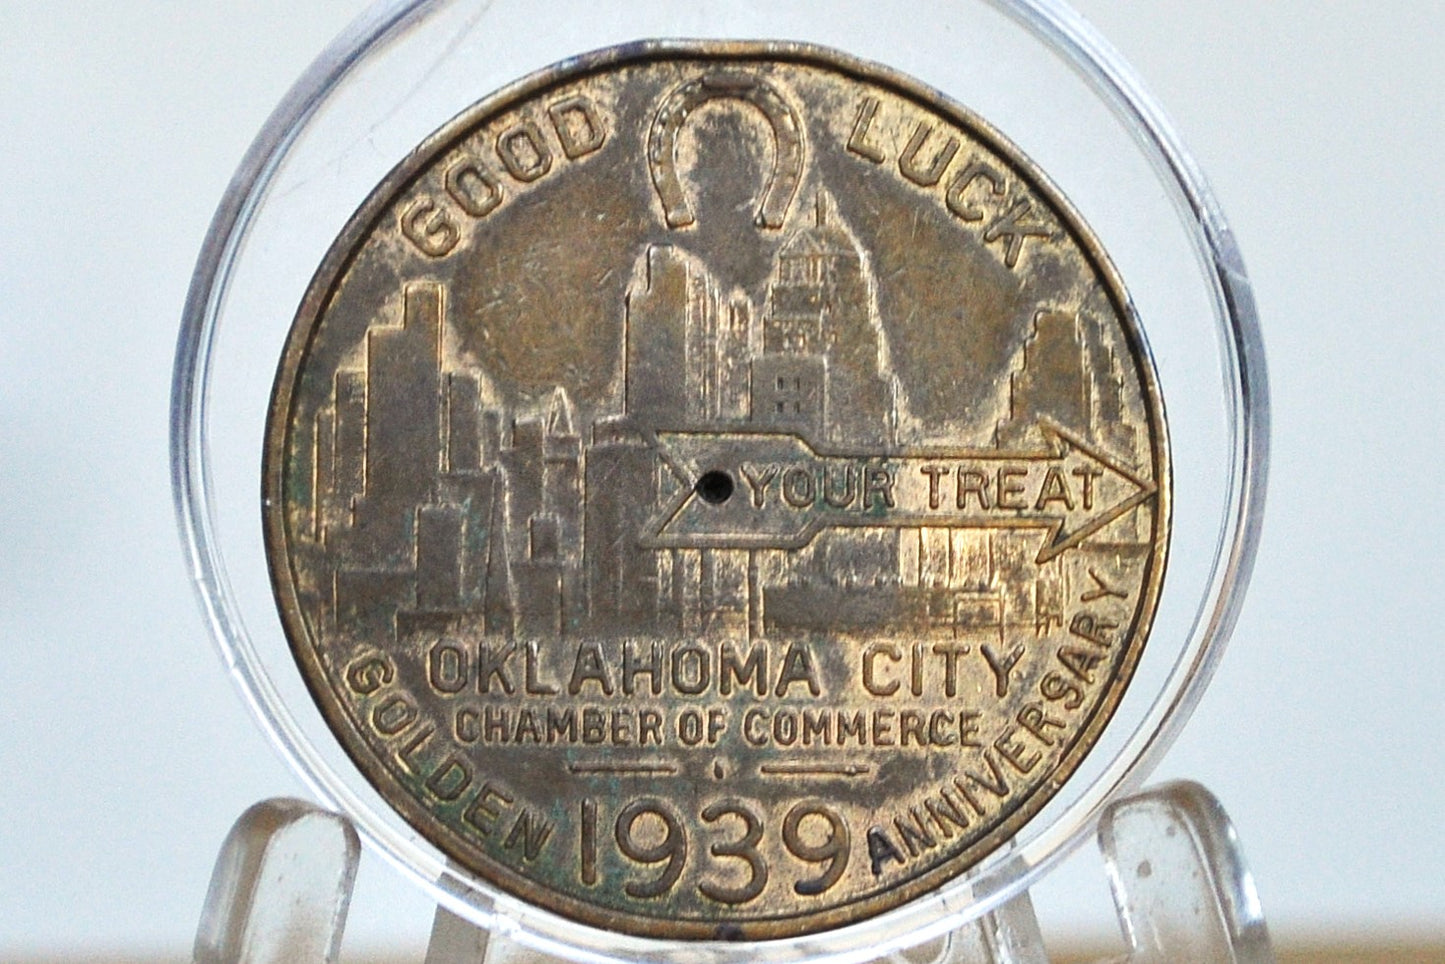 GOOD LUCK
YOUR TREAT
OKLAHOMA CITY
CHAMBER OF COMMERCE
1939
GOLDEN ANNIVERSARY